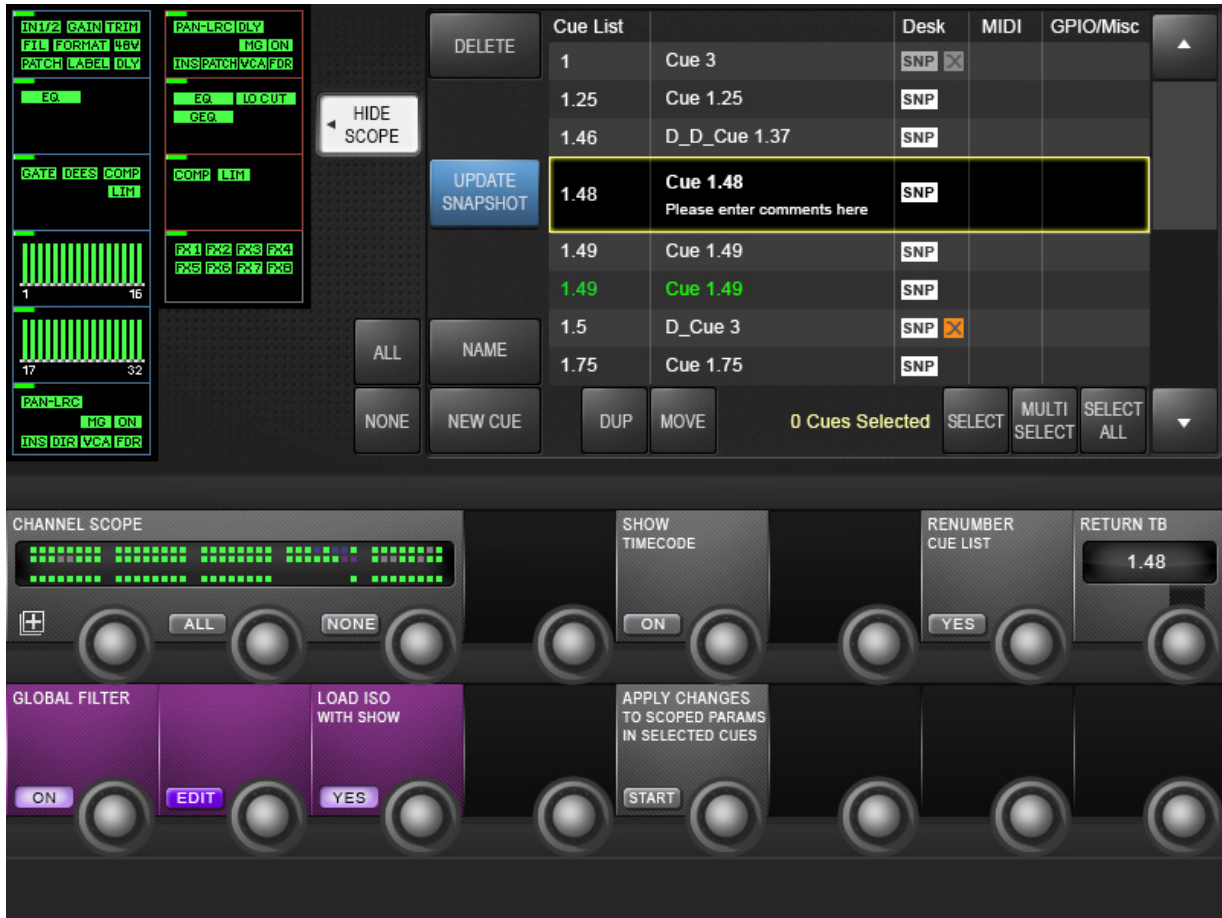 IN1/2 GAIN TRIM
FIL FORMAT 48V
PATCH LABEL DLY
EQ
GATE DEES COMP
LIM
1 16
17 32
PAN-LRC
MG ON
INS DIR VCA FDR
PAN-LRC DLY
MG ON
INS PATCH VCA FDR
EQ LO CUT
GEQ
COMP LIM
FX1 FX2 FX3 FX4
FX5 FX6 FX7 FX8
HIDE
SCOPE
ALL
NONE
DELETE
UPDATE
SNAPSHOT
NAME
NEW CUE
Cue List Desk MIDI GPIO/Misc
1 Cue 3 SNP
1.25 Cue 1.25 SNP
1.46 D_D_Cue 1.37 SNP
1.48 Cue 1.48 SNP
Please enter comments here
1.49 Cue 1.49 SNP
1.49 Cue 1.49 SNP
1.5 D_Cue 3 SNP
1.75 Cue 1.75 SNP
DUP MOVE 0 Cues Selected SELECT MULTI SELECT SELECT ALL
CHANNEL SCOPE
ALL NONE
SHOW
TIMECODE
ON
RENUMBER
CUE LIST
YES
RETURN TB
1.48
GLOBAL FILTER
ON
EDIT
LOAD ISO
WITH SHOW
YES
APPLY CHANGES
TO SCOPED PARAMS
IN SELECTED CUES
START